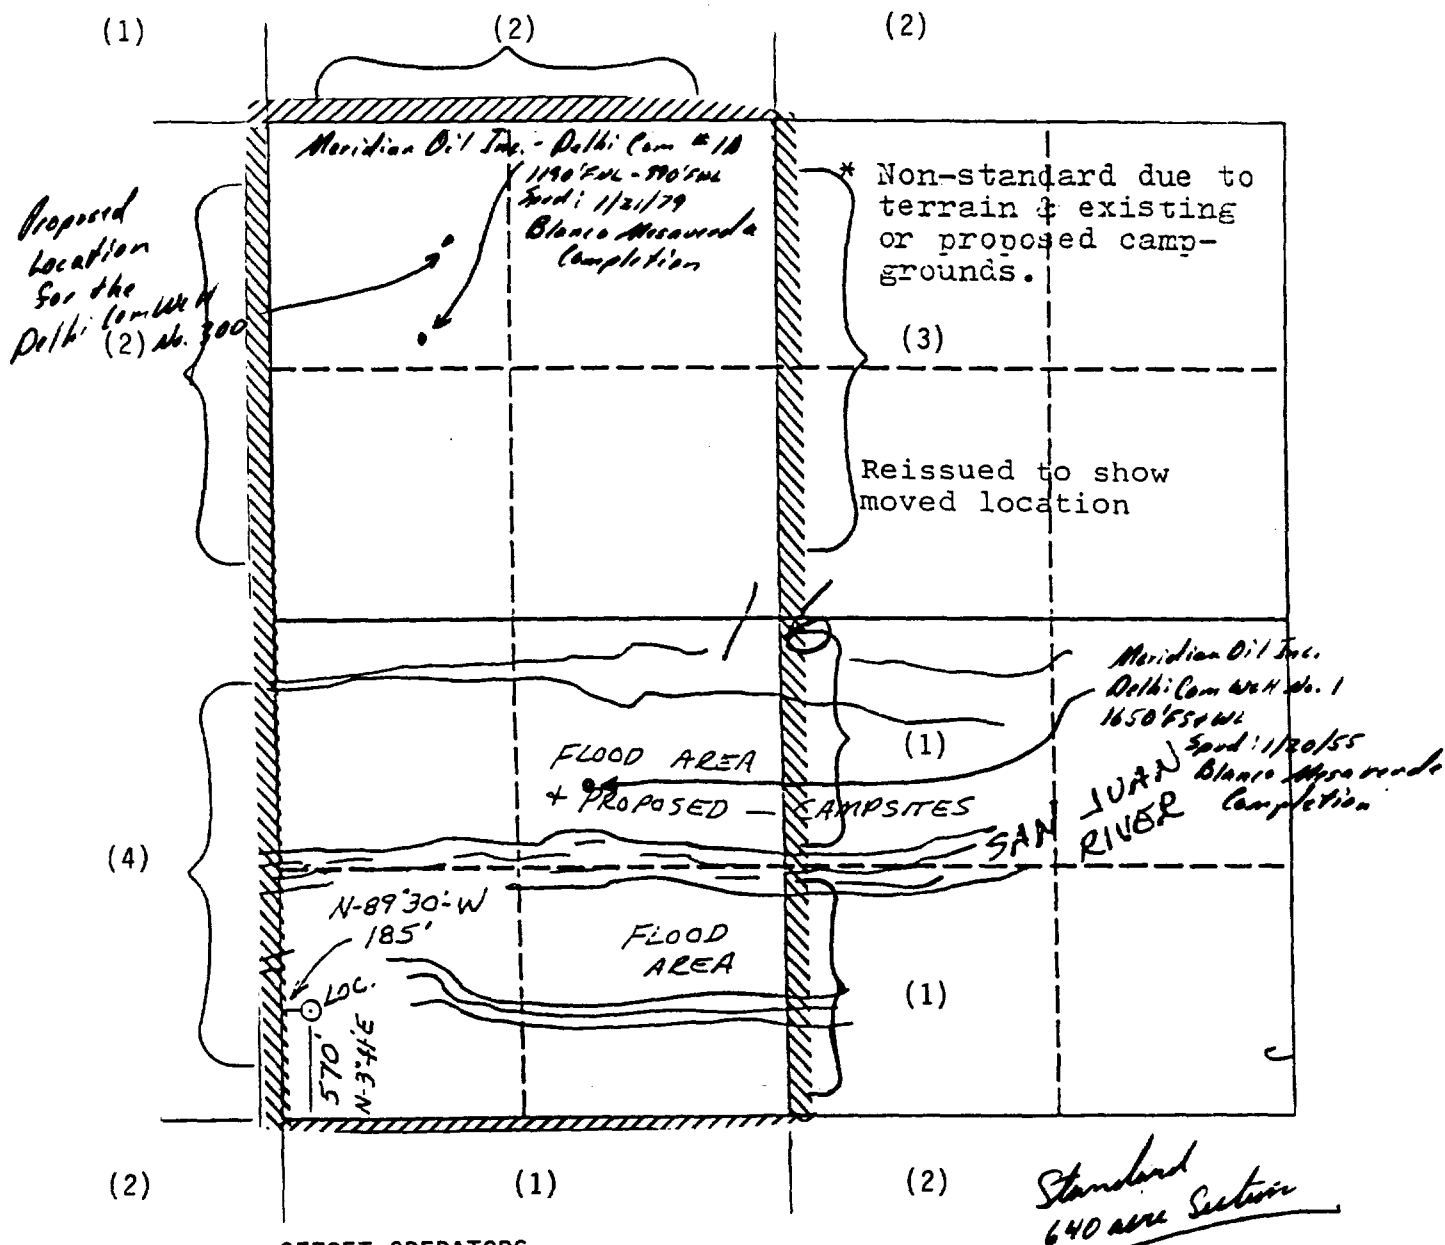 (1)
(2)
(2)
Meridian Oil Inc. - Delhi Com #1A
1190'FNL - 990'FWL
Spud: 1/21/79
Blanco Mesaverde
Completion
* Non-standard due to
terrain & existing
or proposed camp-
grounds.
Proposed
Location
for the
Delhi Com Well
(2) No. 300
(3)
Reissued to show
moved location
Meridian Oil Inc.
Delhi Com Well No. 1
1650'FS+WL
Spud: 1/20/55
Blanco Mesaverde
Completion
(1)
FLOOD AREA
+ PROPOSED — CAMPSITES
SAN JUAN
RIVER
(4)
N-89°30'-W
185'
FLOOD
AREA
LOC.
(1)
570'
(2)
(1)
(2)
Standard
640 acre Section
OFFSET OPERATORS